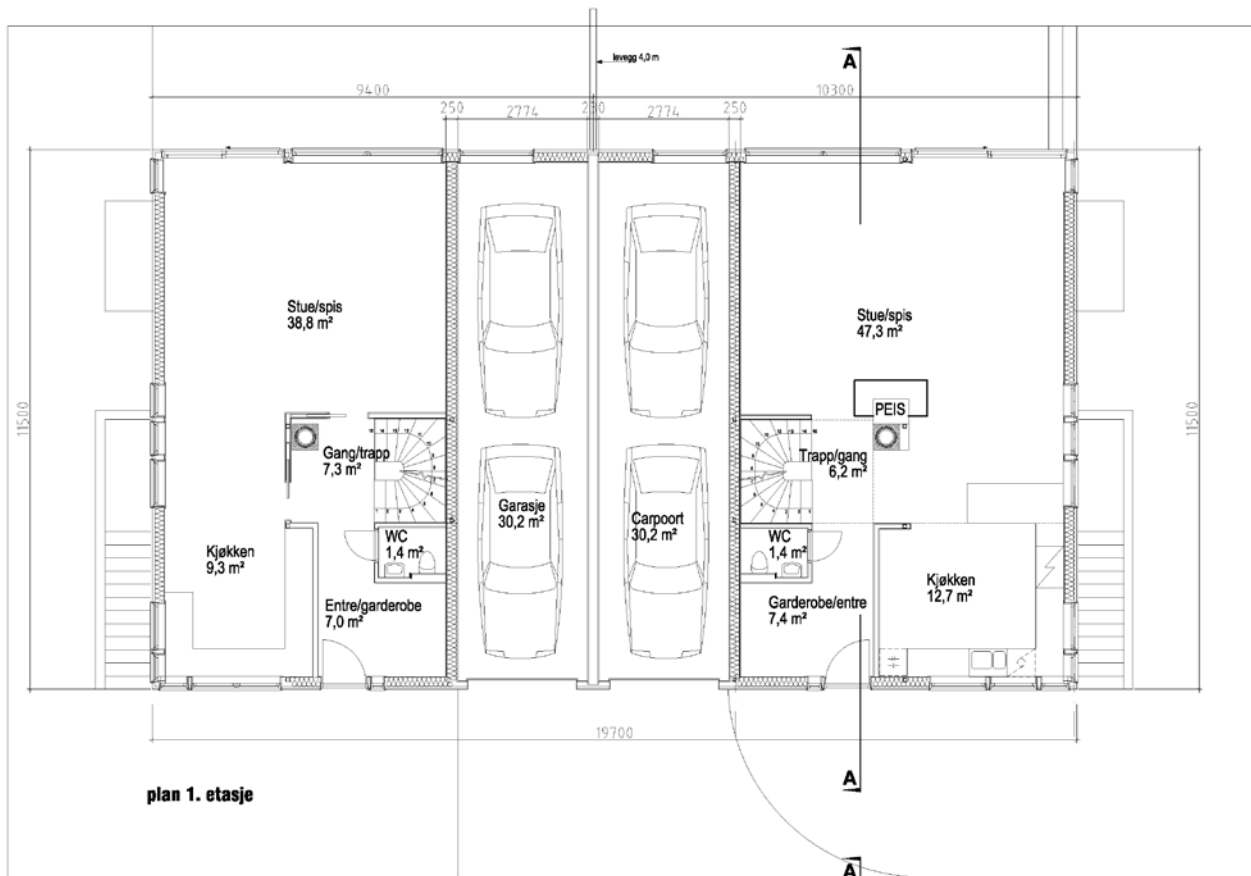 A
levegg 4,0 m
9400
10300
250
2774
250
2774
250
11500
11500
Stue/spis
38,8 m²
Stue/spis
47,3 m²
PEIS
Gang/trapp
7,3 m²
Trapp/gang
6,2 m²
Garasje
30,2 m²
Carpoort
30,2 m²
WC
1,4 m²
WC
1,4 m²
Kjøkken
9,3 m²
Kjøkken
12,7 m²
Entre/garderobe
7,0 m²
Garderobe/entre
7,4 m²
19700
A
plan 1. etasje
A